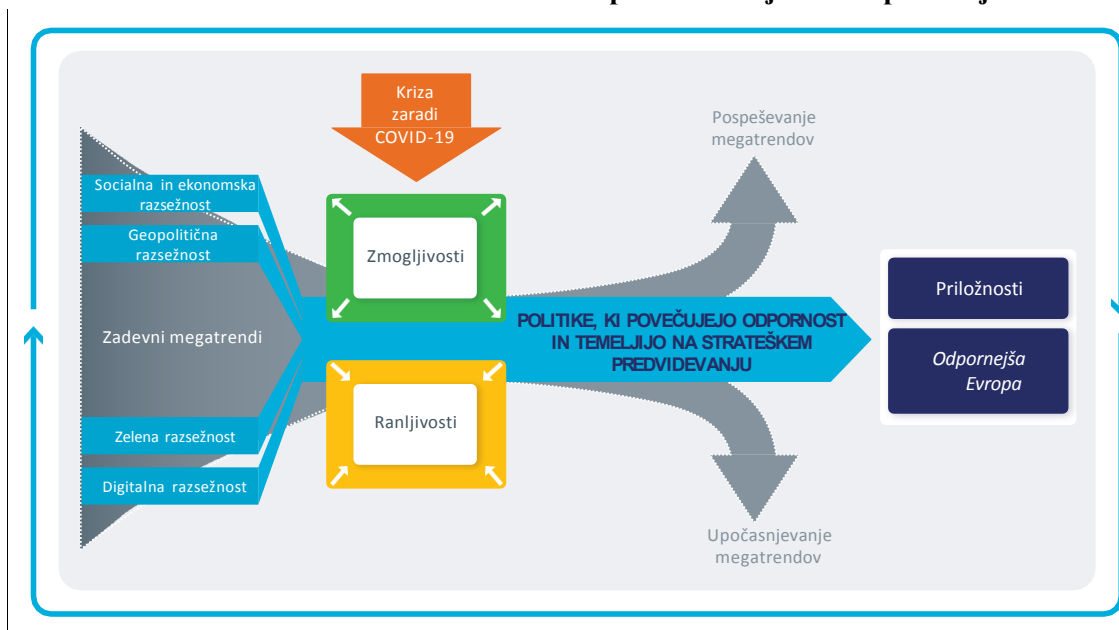 Kriza
zaradi
COVID-19
Pospeševanje
megatrendov
Socialna in ekonomska
razsežnost
Geopolitična
razsežnost
Zmogljivosti
Zadevni megatrendi
POLITIKE, KI POVEČUJEJO ODPORNOST
IN TEMELJIJO NA STRATEŠKEM
PREDVIDEVANJU
Priložnosti
Odpornejša
Evropa
Ranljivosti
Zelena razsežnost
Digitalna razsežnost
Upočasnjevanje
megatrendov